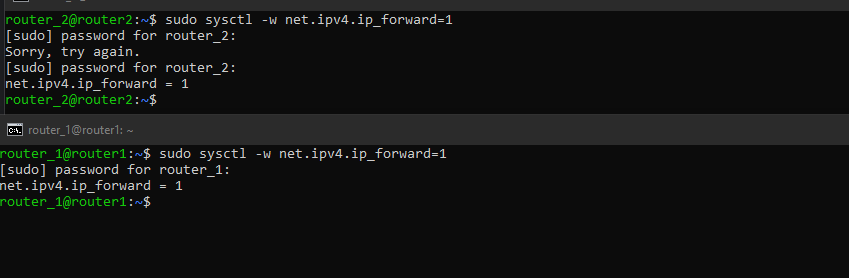 router_2@router2:~$ sudo sysctl -w net.ipv4.ip_forward=1
[sudo] password for router_2:
Sorry, try again.
[sudo] password for router_2:
net.ipv4.ip_forward = 1
router_2@router2:~$
router_1@router1: ~
router_1@router1:~$ sudo sysctl -w net.ipv4.ip_forward=1
[sudo] password for router_1:
net.ipv4.ip_forward = 1
router_1@router1:~$